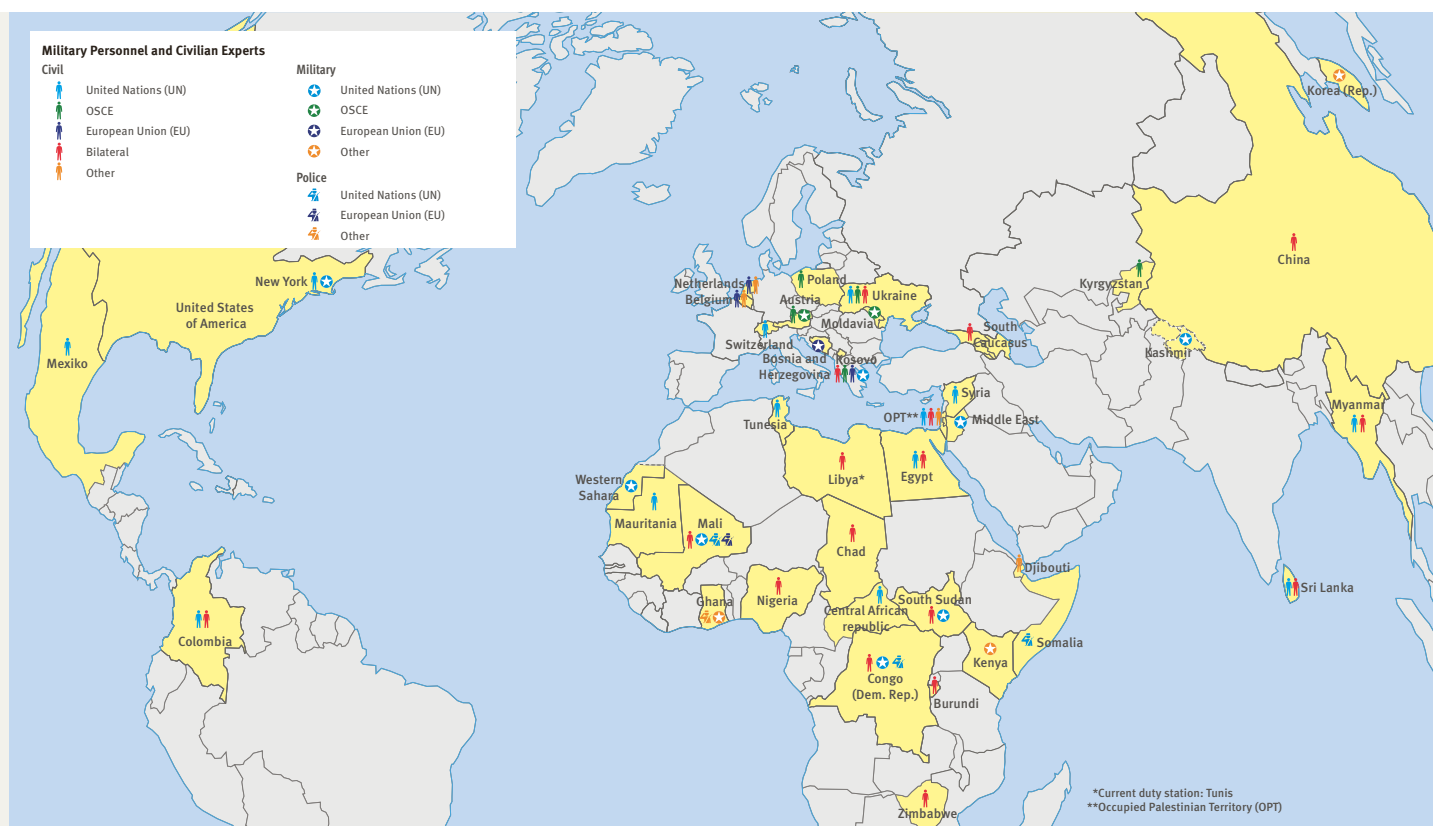 Military Personnel and Civilian Experts
Civil
United Nations (UN)
OSCE
European Union (EU)
Bilateral
Other
Military
United Nations (UN)
OSCE
European Union (EU)
Other
Police
United Nations (UN)
European Union (EU)
Other
Korea (Rep.)
China
Kyrgyzstan
Kashmir
Myanmar
Sri Lanka
New York
United States
of America
Mexiko
Colombia
Netherlands
Belgium
Poland
Austria
Ukraine
Moldavia
Switzerland
Bosnia and
Herzegovina
Kosovo
South
Caucasus
Syria
OPT**
Middle East
Tunesia
Libya*
Egypt
Western
Sahara
Mauritania
Mali
Chad
Djibouti
Ghana
Nigeria
Central African
republic
South Sudan
Somalia
Kenya
Congo
(Dem. Rep.)
Burundi
Zimbabwe
*Current duty station: Tunis
**Occupied Palestinian Territory (OPT)